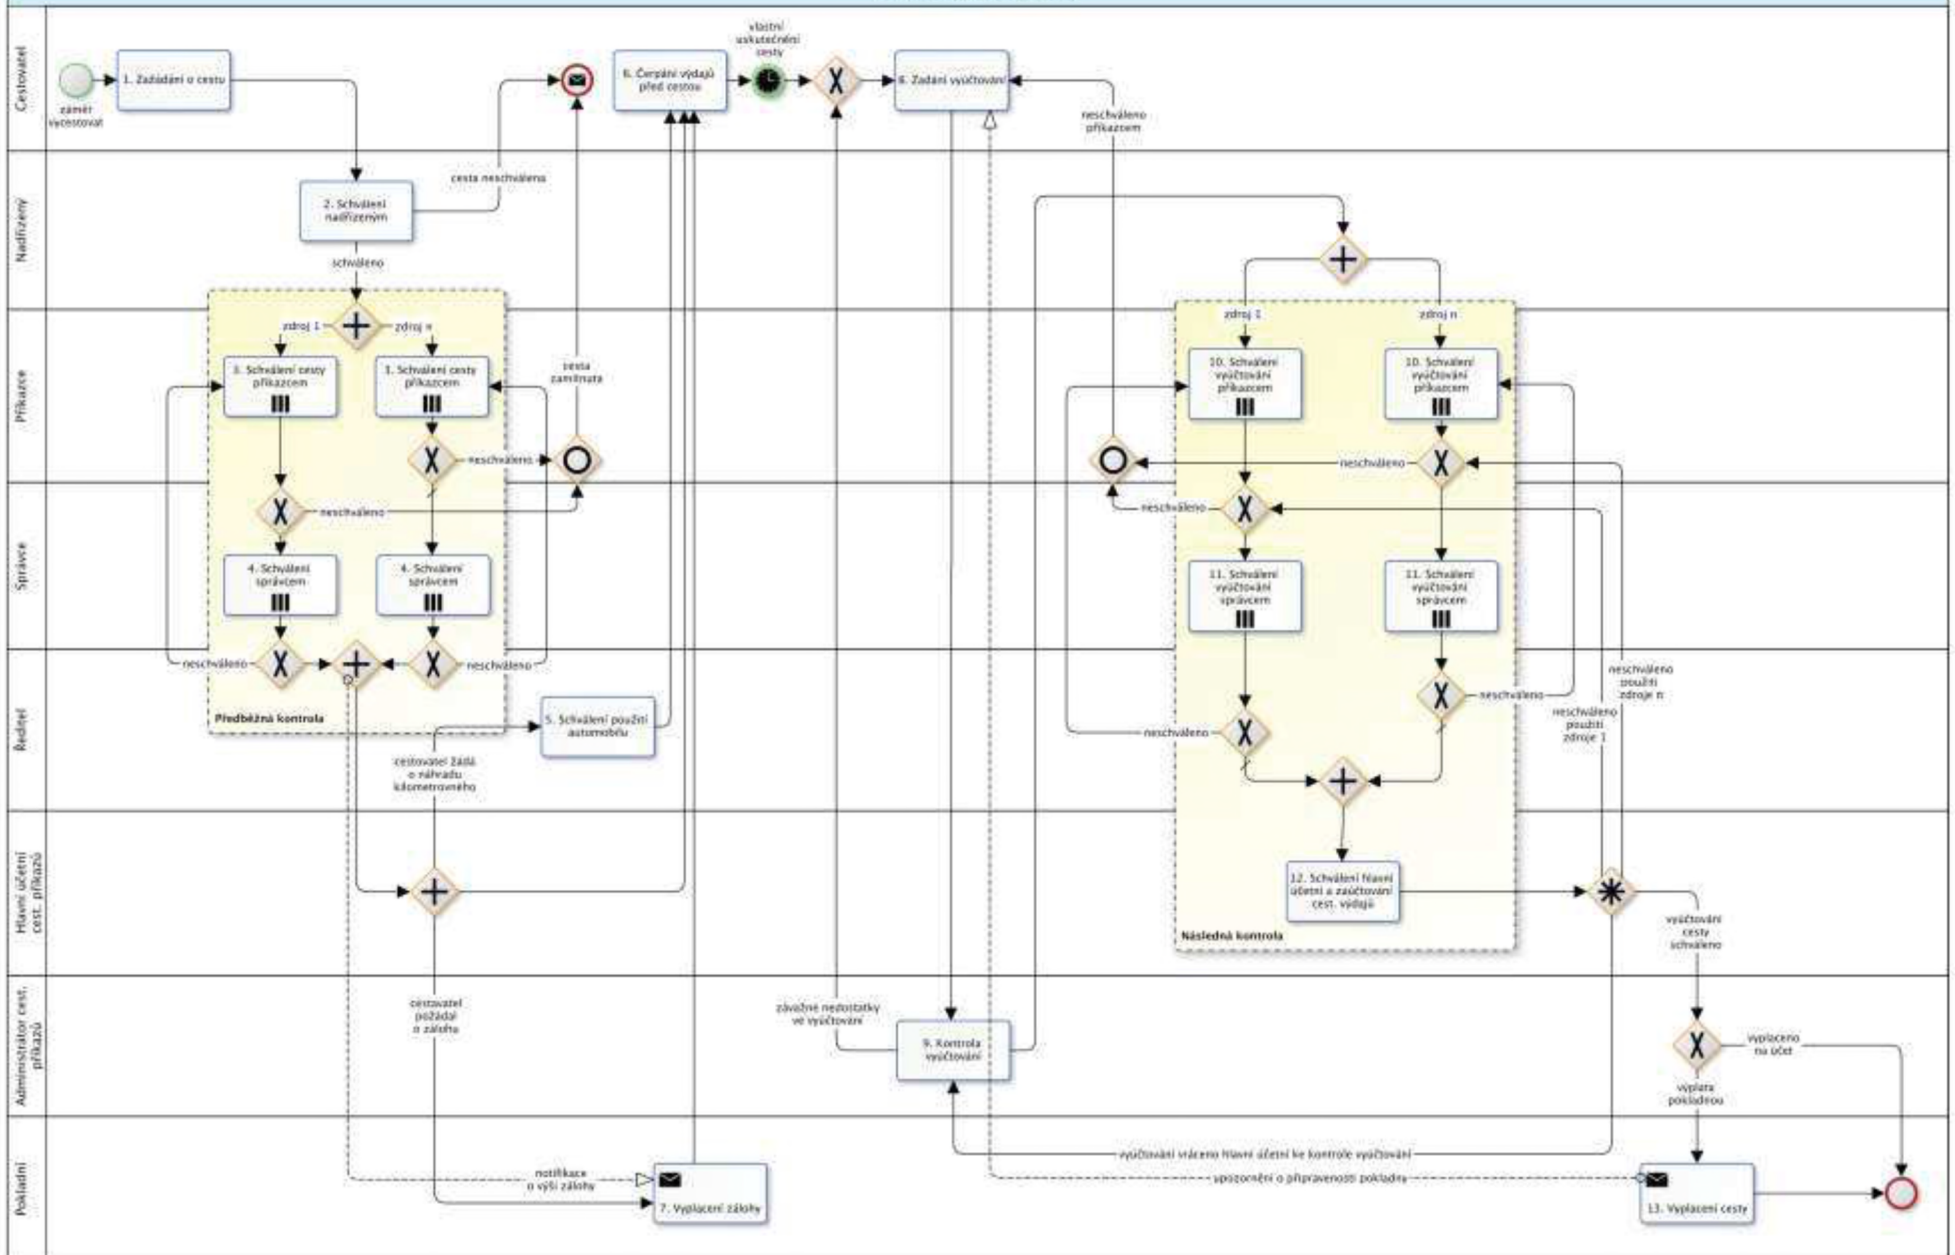 Cestovatel
záměr
vycestovat
1. Zažádání o cestu
6. Čerpání výdajů
před cestou
vlastní
uskutečnění
cesty
8. Zadání vyúčtování
neschváleno
příkazcem
Nadřízený
2. Schválení
nadřízeným
cesta neschválena
schváleno
Příkazce
zdroj 1
zdroj n
3. Schválení cesty
příkazcem
3. Schválení cesty
příkazcem
neschváleno
cesta
zamítnuta
zdroj 1
zdroj n
10. Schválení
vyúčtování
příkazcem
10. Schválení
vyúčtování
příkazcem
neschváleno
Správce
neschváleno
4. Schválení
správcem
4. Schválení
správcem
neschváleno
11. Schválení
vyúčtování
správcem
11. Schválení
vyúčtování
správcem
Ředitel
neschváleno
neschváleno
Předběžná kontrola
5. Schválení použití
automobilu
cestovatel žádá
o náhradu
kilometrovného
neschváleno
neschváleno
neschváleno
použití
zdroje n
neschváleno
použití
zdroje 1
Hlavní účetní
cest. příkazů
12. Schválení hlavní
účetní a zaúčtování
cest. výdajů
Následná kontrola
vyúčtování
cesty
schváleno
Administrátor cest.
příkazů
cestavatel
požádal
o zálohu
závažné nedostatky
ve vyúčtování
9. Kontrola
vyúčtování
vyplaceno
na účet
výplata
pokladnou
Pokladní
notifikace
o výši zálohy
7. Vyplacení zálohy
vyúčtování vráceno hlavní účetní ke kontrole vyúčtování
upozornění o připravenosti pokladny
13. Vyplacení cesty